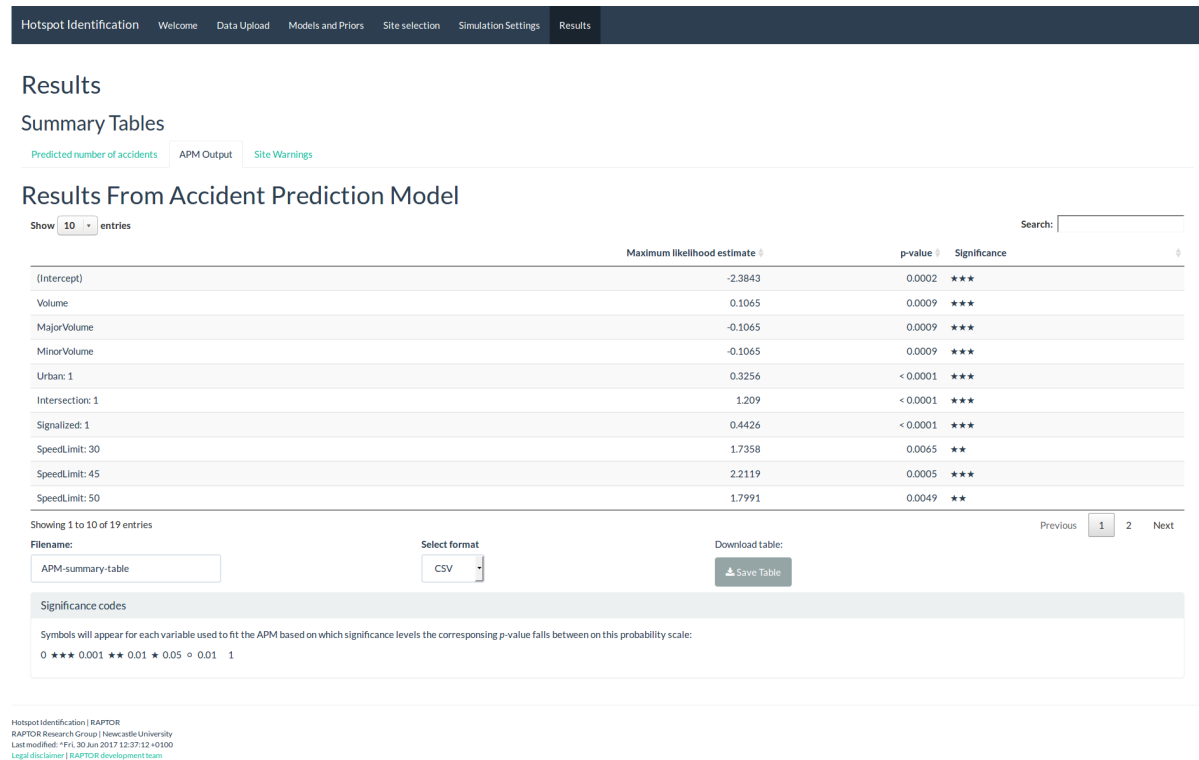 Hotspot Identification Welcome Data Upload Models and Priors Site selection Simulation Settings Results
Results
Summary Tables
Predicted number of accidents APM Output Site Warnings
Results From Accident Prediction Model
Show 10 entries Search:
Maximum likelihood estimate p-value Significance
(Intercept) -2.3843 0.0002 ★★★
Volume 0.1065 0.0009 ★★★
MajorVolume -0.1065 0.0009 ★★★
MinorVolume -0.1065 0.0009 ★★★
Urban: 1 0.3256 < 0.0001 ★★★
Intersection: 1 1.209 < 0.0001 ★★★
Signalized: 1 0.4426 < 0.0001 ★★★
SpeedLimit: 30 1.7358 0.0065 ★★
SpeedLimit: 45 2.2119 0.0005 ★★★
SpeedLimit: 50 1.7991 0.0049 ★★
Showing 1 to 10 of 19 entries Previous 1 2 Next
Filename: Select format Download table:
APM-summary-table CSV Save Table
Significance codes
Symbols will appear for each variable used to fit the APM based on which significance levels the corresponsing p-value falls between on this probability scale:
0 ★★★ 0.001 ★★ 0.01 ★ 0.05 ○ 0.01 1
Hotspot Identification | RAPTOR
RAPTOR Research Group | Newcastle University
Last modified: *Fri, 30 Jun 2017 12:37:12 +0100
Legal disclaimer | RAPTOR development team